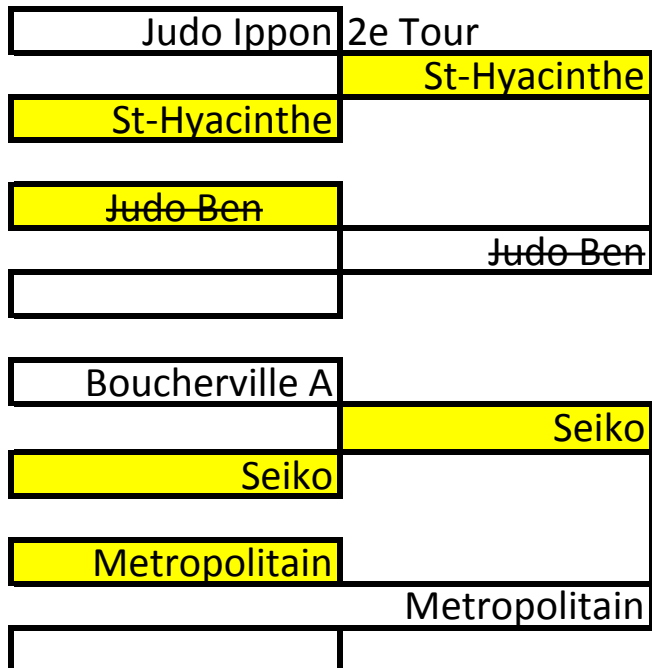 Judo Ippon 2e Tour
St-Hyacinthe
St-Hyacinthe
Judo Ben
Judo Ben
Boucherville A
Seiko
Seiko
Metropolitain
Metropolitain